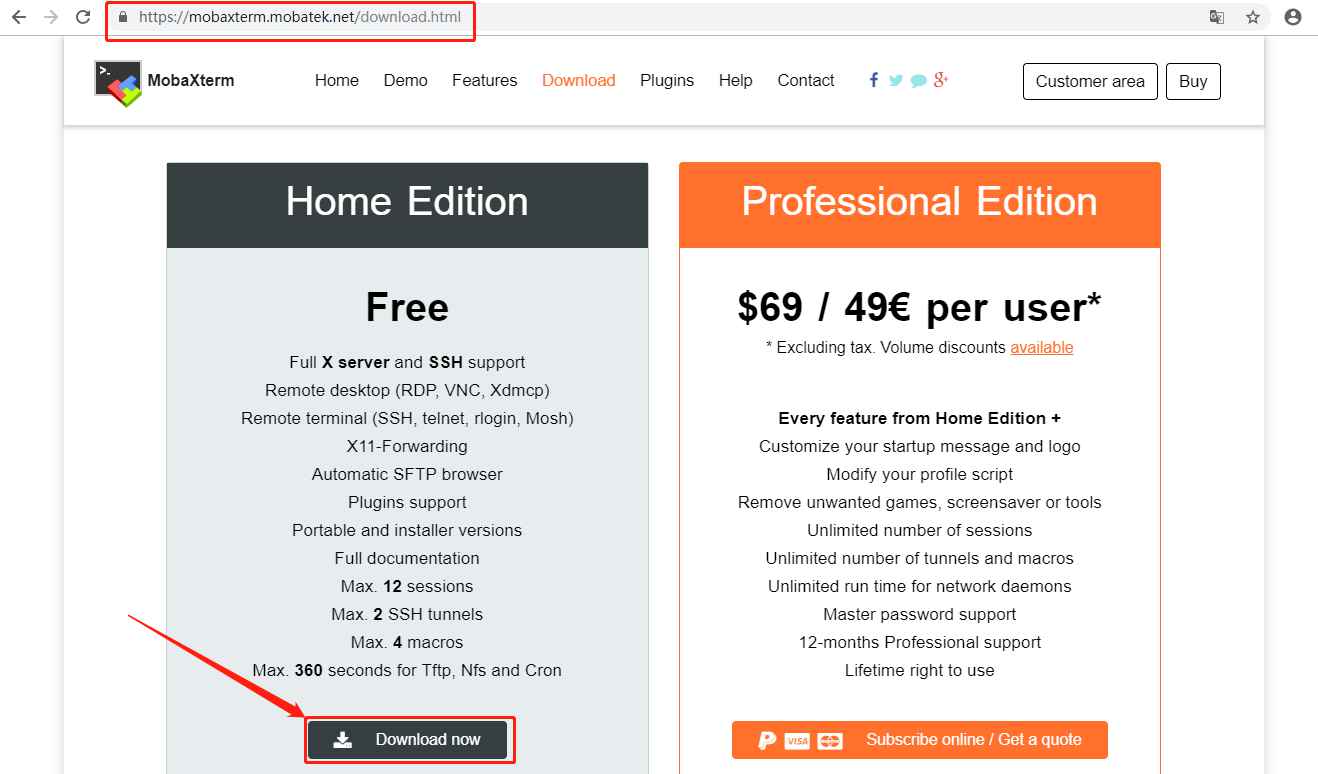 https://mobaxterm.mobatek.net/download.html
MobaXterm Home Demo Features Download Plugins Help Contact Customer area Buy
Home Edition
Free
Full X server and SSH support
Remote desktop (RDP, VNC, Xdmcp)
Remote terminal (SSH, telnet, rlogin, Mosh)
X11-Forwarding
Automatic SFTP browser
Plugins support
Portable and installer versions
Full documentation
Max. 12 sessions
Max. 2 SSH tunnels
Max. 4 macros
Max. 360 seconds for Tftp, Nfs and Cron
Download now
Professional Edition
$69 / 49€ per user*
* Excluding tax. Volume discounts available
Every feature from Home Edition +
Customize your startup message and logo
Modify your profile script
Remove unwanted games, screensaver or tools
Unlimited number of sessions
Unlimited number of tunnels and macros
Unlimited run time for network daemons
Master password support
12-months Professional support
Lifetime right to use
VISA Subscribe online / Get a quote